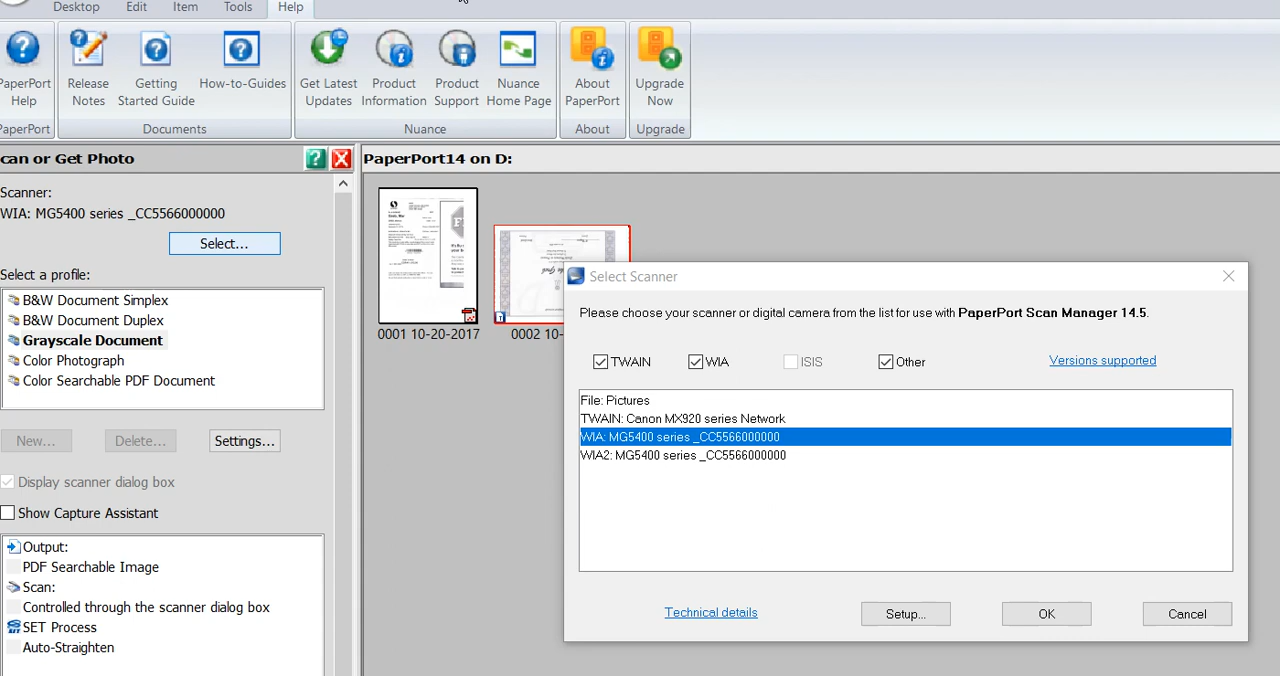 Desktop Edit Item Tools Help
PaperPort Help
Release Notes
Getting Started Guide
How-to-Guides
Get Latest Updates
Product Information
Product Support
Nuance Home Page
About PaperPort
Upgrade Now
PaperPort Documents Nuance About Upgrade
can or Get Photo
PaperPort14 on D:
Scanner:
WIA: MG5400 series _CC5566000000
Select...
Select a profile:
B&W Document Simplex
B&W Document Duplex
Grayscale Document
Color Photograph
Color Searchable PDF Document
New... Delete... Settings...
Display scanner dialog box
Show Capture Assistant
Output:
PDF Searchable Image
Scan:
Controlled through the scanner dialog box
SET Process
Auto-Straighten
0001 10-20-2017
0002 10-
Select Scanner
Please choose your scanner or digital camera from the list for use with PaperPort Scan Manager 14.5.
TWAIN WIA ISIS Other Versions supported
File: Pictures
TWAIN: Canon MX920 series Network
WIA: MG5400 series _CC5566000000
WIA2: MG5400 series _CC5566000000
Technical details Setup... OK Cancel